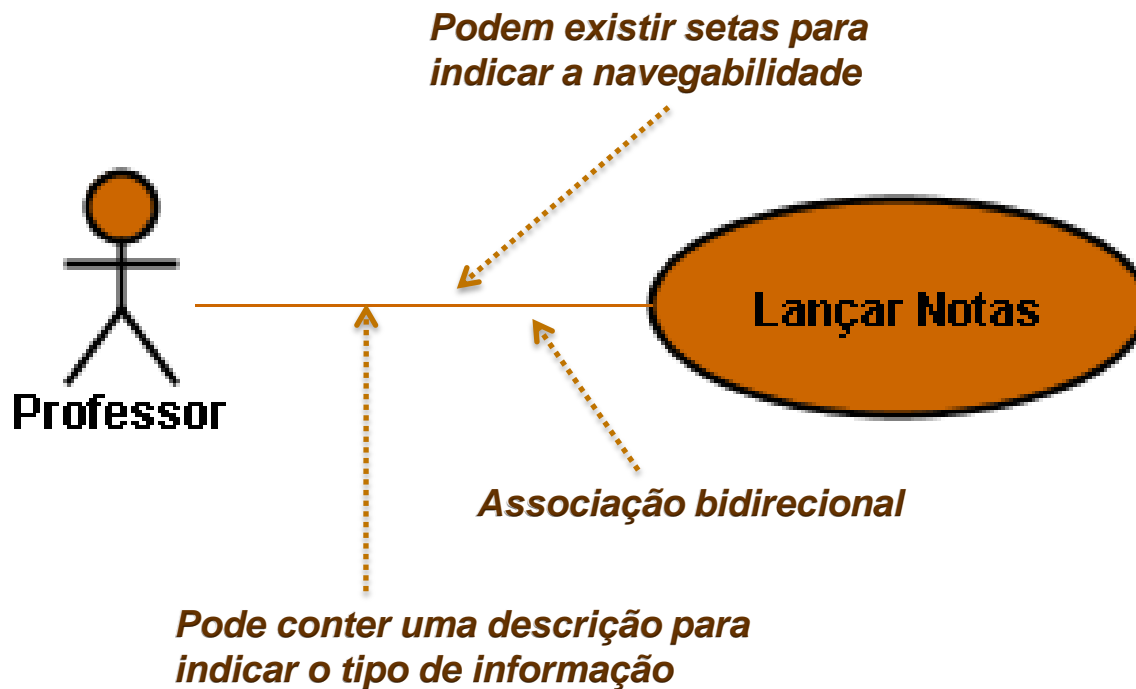 Podem existir setas para
indicar a navegabilidade
Lançar Notas
Professor
Associação bidirecional
Pode conter uma descrição para
indicar o tipo de informação